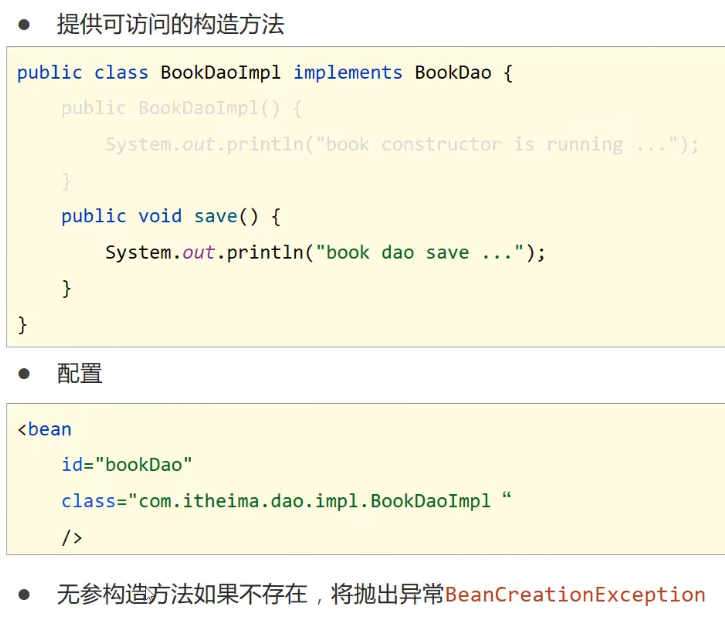 ● 提供可访问的构造方法
public class BookDaoImpl implements BookDao {
    public BookDaoImpl() {
        System.out.println("book constructor is running ...");
    }
    public void save() {
        System.out.println("book dao save ...");
    }
}
● 配置
<bean
    id="bookDao"
    class="com.itheima.dao.impl.BookDaoImpl “
    />
● 无参构造方法如果不存在，将抛出异常BeanCreationException